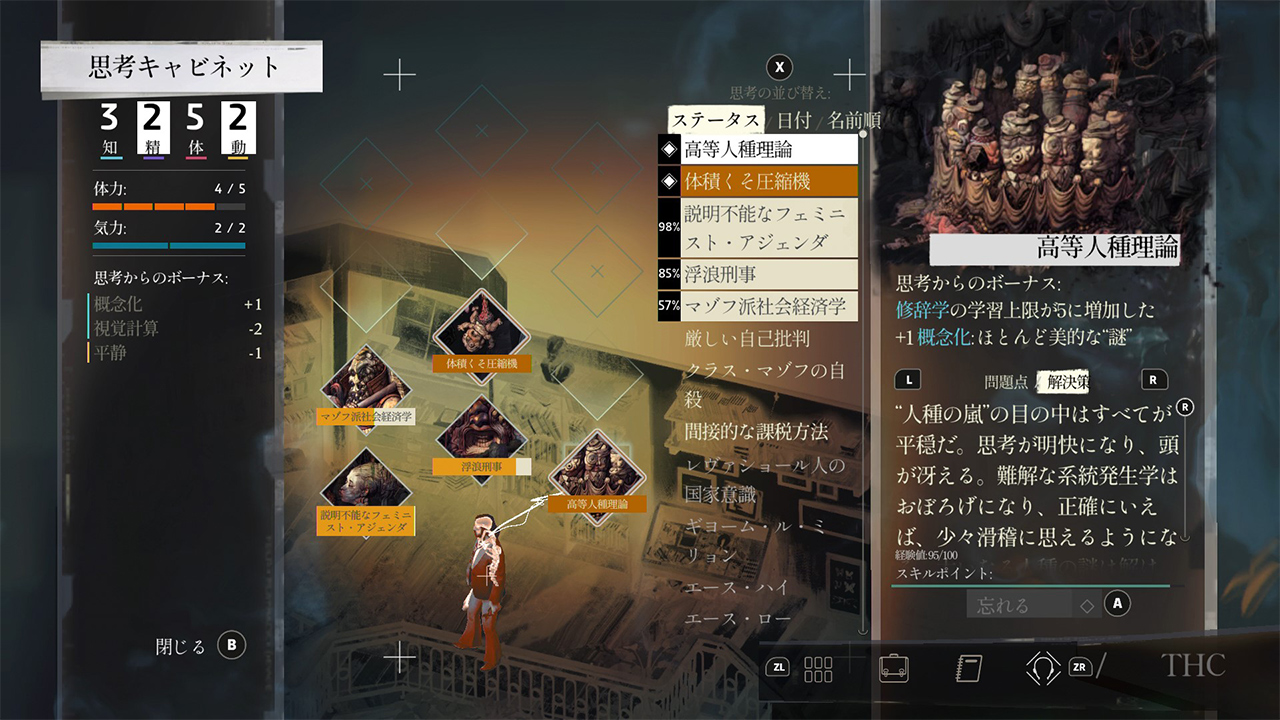 思考キャビネット
3 2 5 2
知 精 体 動
体力: 4 / 5
気力: 2 / 2
思考からのボーナス:
概念化 +1
視覚計算 -2
平静 -1
閉じる B
体積くそ圧縮機
マゾフ派社会経済学
浮浪刑事
高等人種理論
説明不能なフェミニ
スト・アジェンダ
X
思考の並び替え:
ステータス / 日付 / 名前順
高等人種理論
体積くそ圧縮機
98% 説明不能なフェミニ
スト・アジェンダ
85% 浮浪刑事
57% マゾフ派社会経済学
厳しい自己批判
クラス・マゾフの自
殺
間接的な課税方法
レヴァショール人の
国家意識
ギヨーム・ル・ミ
リョン
エース・ハイ
エース・ロー
高等人種理論
思考からのボーナス:
修辞学の学習上限が5に増加した
+1 概念化: ほとんど美的な“謎”
L 問題点 / 解決策 R
“人種の嵐”の目の中はすべてが R
平穏だ。思考が明快になり、頭
が冴える。難解な系統発生学は
おぼろげになり、正確にいえ
ば、少々滑稽に思えるようにな
経験値:95/100
スキルポイント:
忘れる A
ZL ZR / THC